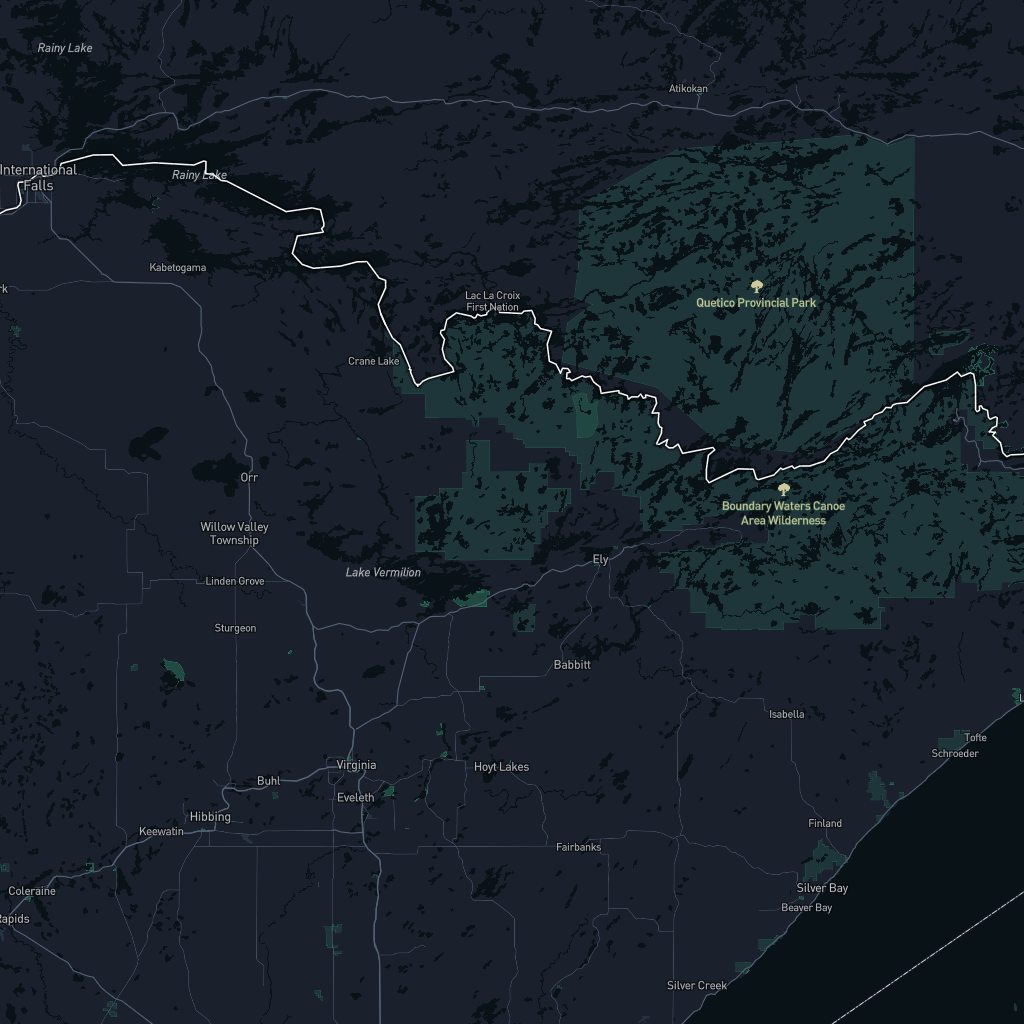 Rainy Lake
Atikokan
International
Falls
Rainy Lake
Kabetogama
rk
Lac La Croix
First Nation
Quetico Provincial Park
Crane Lake
Orr
Boundary Waters Canoe
Area Wilderness
Willow Valley
Township
Ely
Lake Vermilion
Linden Grove
Sturgeon
Babbitt
L
Isabella
Tofte
Schroeder
Virginia
Hoyt Lakes
Buhl
Eveleth
Hibbing
Finland
Keewatin
Fairbanks
Coleraine
Silver Bay
Beaver Bay
Rapids
Silver Creek